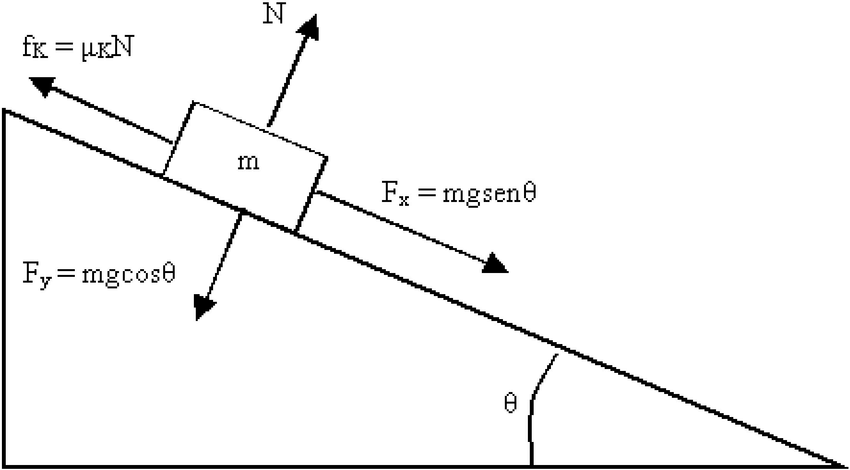 N
fK = μKN
m
Fx = mgsenθ
Fy = mgcosθ
θ